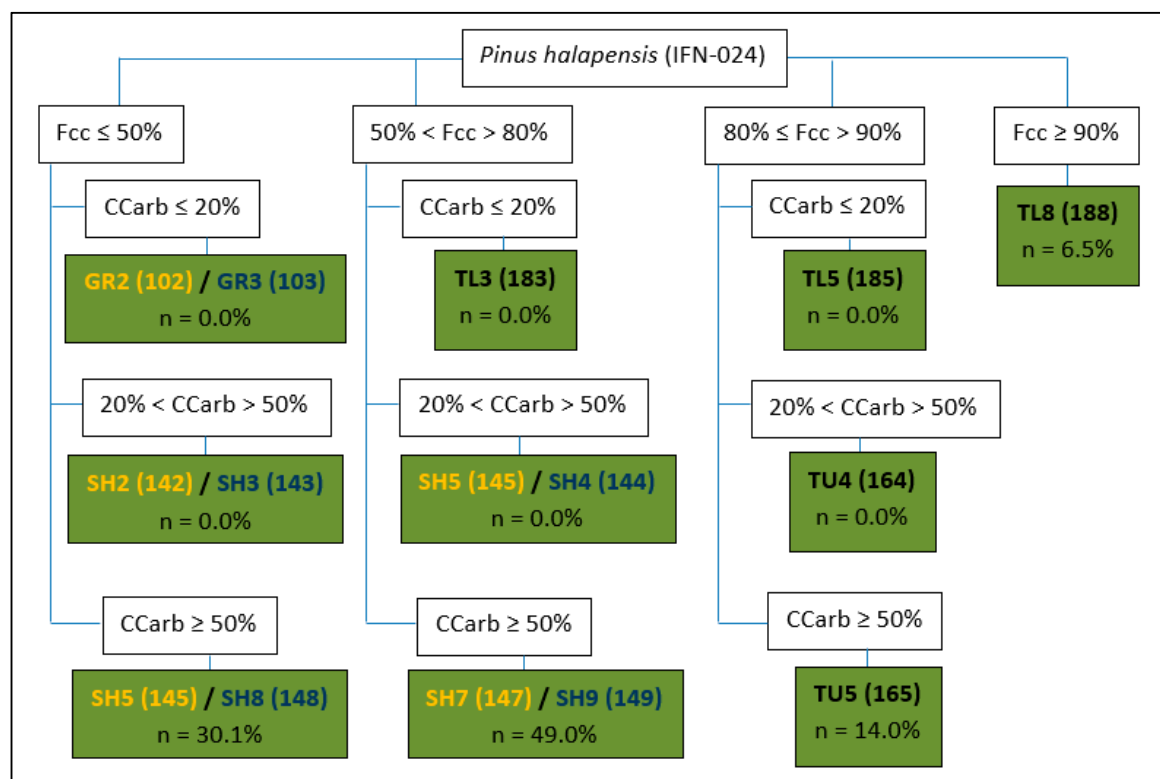 Pinus halapensis (IFN-024)
Fcc ≤ 50%
50% < Fcc > 80%
80% ≤ Fcc > 90%
Fcc ≥ 90%
CCarb ≤ 20%
CCarb ≤ 20%
CCarb ≤ 20%
TL8 (188)
n = 6.5%
GR2 (102) / GR3 (103)
n = 0.0%
TL3 (183)
n = 0.0%
TL5 (185)
n = 0.0%
20% < CCarb > 50%
20% < CCarb > 50%
20% < CCarb > 50%
SH2 (142) / SH3 (143)
n = 0.0%
SH5 (145) / SH4 (144)
n = 0.0%
TU4 (164)
n = 0.0%
CCarb ≥ 50%
CCarb ≥ 50%
CCarb ≥ 50%
SH5 (145) / SH8 (148)
n = 30.1%
SH7 (147) / SH9 (149)
n = 49.0%
TU5 (165)
n = 14.0%